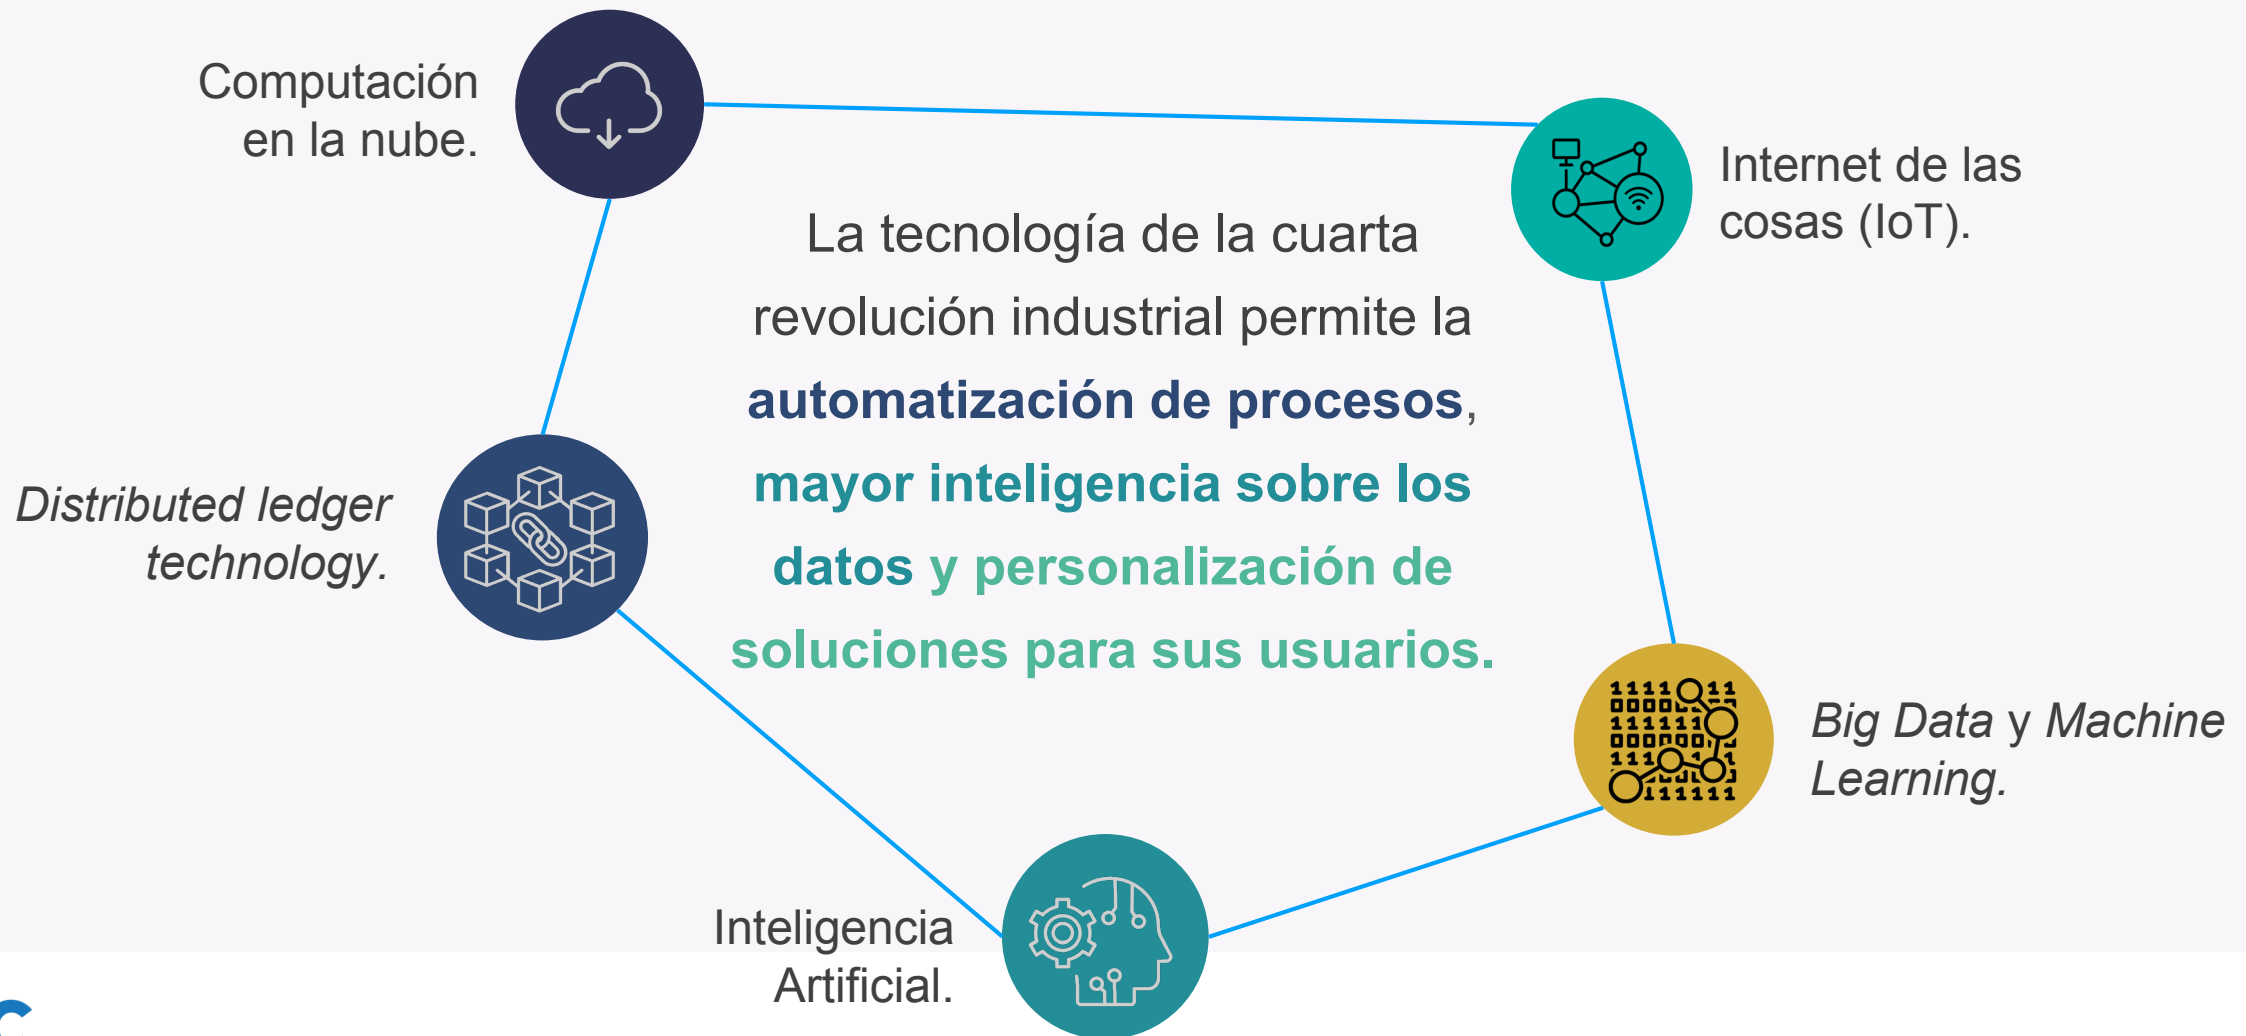 Computación
en la nube.
Internet de las
cosas (IoT).
La tecnología de la cuarta
revolución industrial permite la
automatización de procesos,
mayor inteligencia sobre los
datos y personalización de
soluciones para sus usuarios.
Distributed ledger
technology.
Big Data y Machine
Learning.
Inteligencia
Artificial.